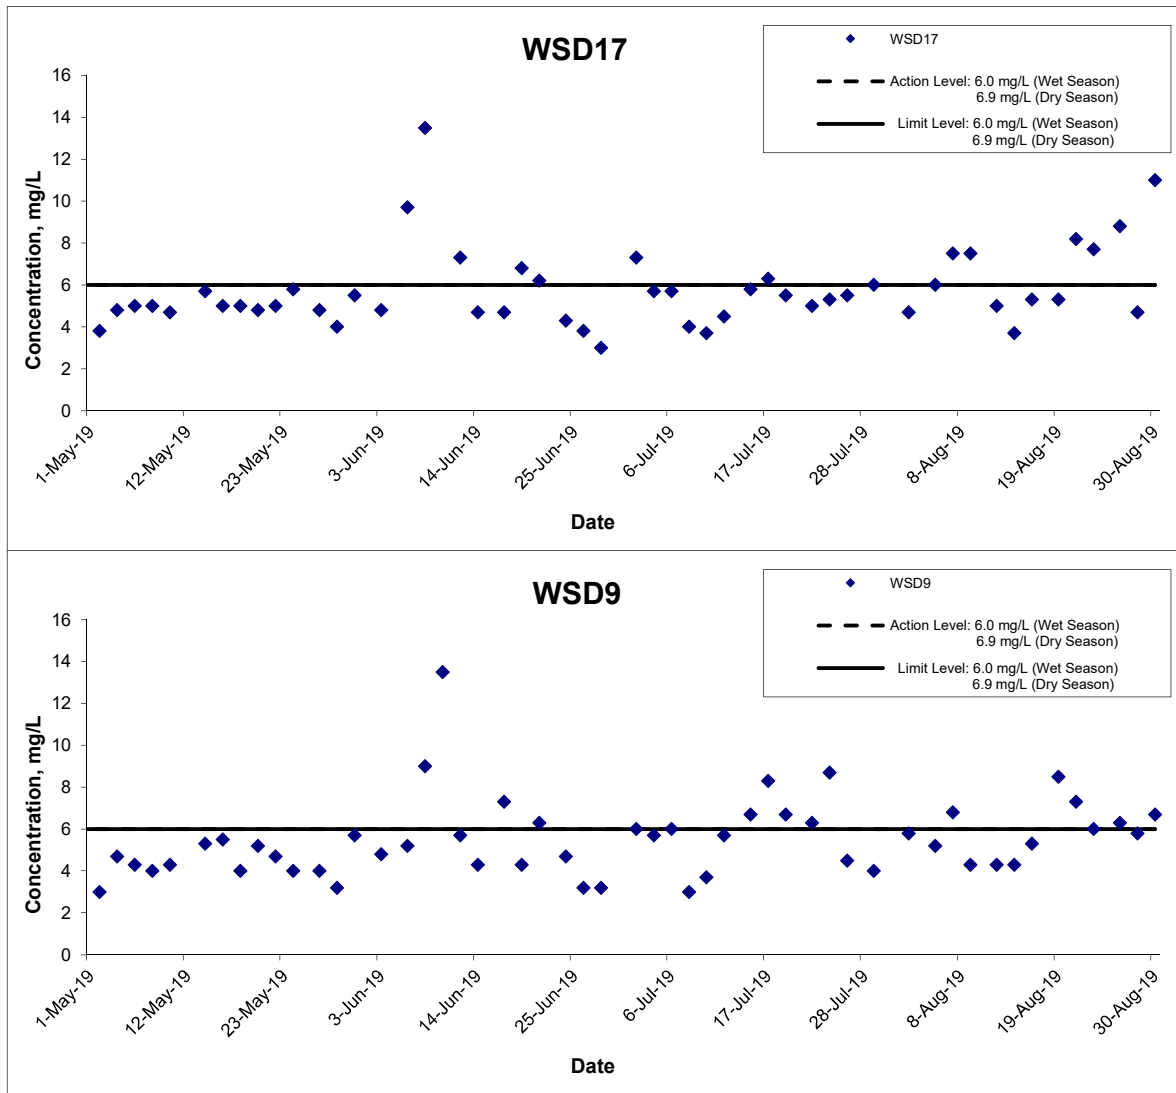 WSD17
WSD17
Action Level: 6.0 mg/L (Wet Season)
6.9 mg/L (Dry Season)
Limit Level: 6.0 mg/L (Wet Season)
6.9 mg/L (Dry Season)
Concentration, mg/L
16
14
12
10
8
6
4
2
0
1-May-19
12-May-19
23-May-19
3-Jun-19
14-Jun-19
25-Jun-19
6-Jul-19
17-Jul-19
28-Jul-19
8-Aug-19
19-Aug-19
30-Aug-19
Date
WSD9
WSD9
Action Level: 6.0 mg/L (Wet Season)
6.9 mg/L (Dry Season)
Limit Level: 6.0 mg/L (Wet Season)
6.9 mg/L (Dry Season)
Concentration, mg/L
16
14
12
10
8
6
4
2
0
1-May-19
12-May-19
23-May-19
3-Jun-19
14-Jun-19
25-Jun-19
6-Jul-19
17-Jul-19
28-Jul-19
8-Aug-19
19-Aug-19
30-Aug-19
Date